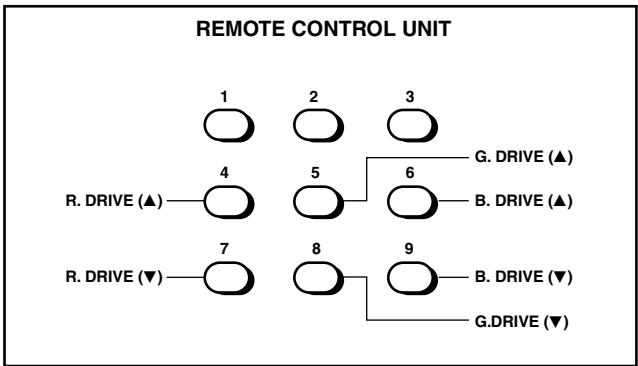 REMOTE CONTROL UNIT
1 2 3
G. DRIVE (▲)
4 5 6
R. DRIVE (▲) B. DRIVE (▲)
7 8 9
R. DRIVE (▼) B. DRIVE (▼)
G.DRIVE (▼)